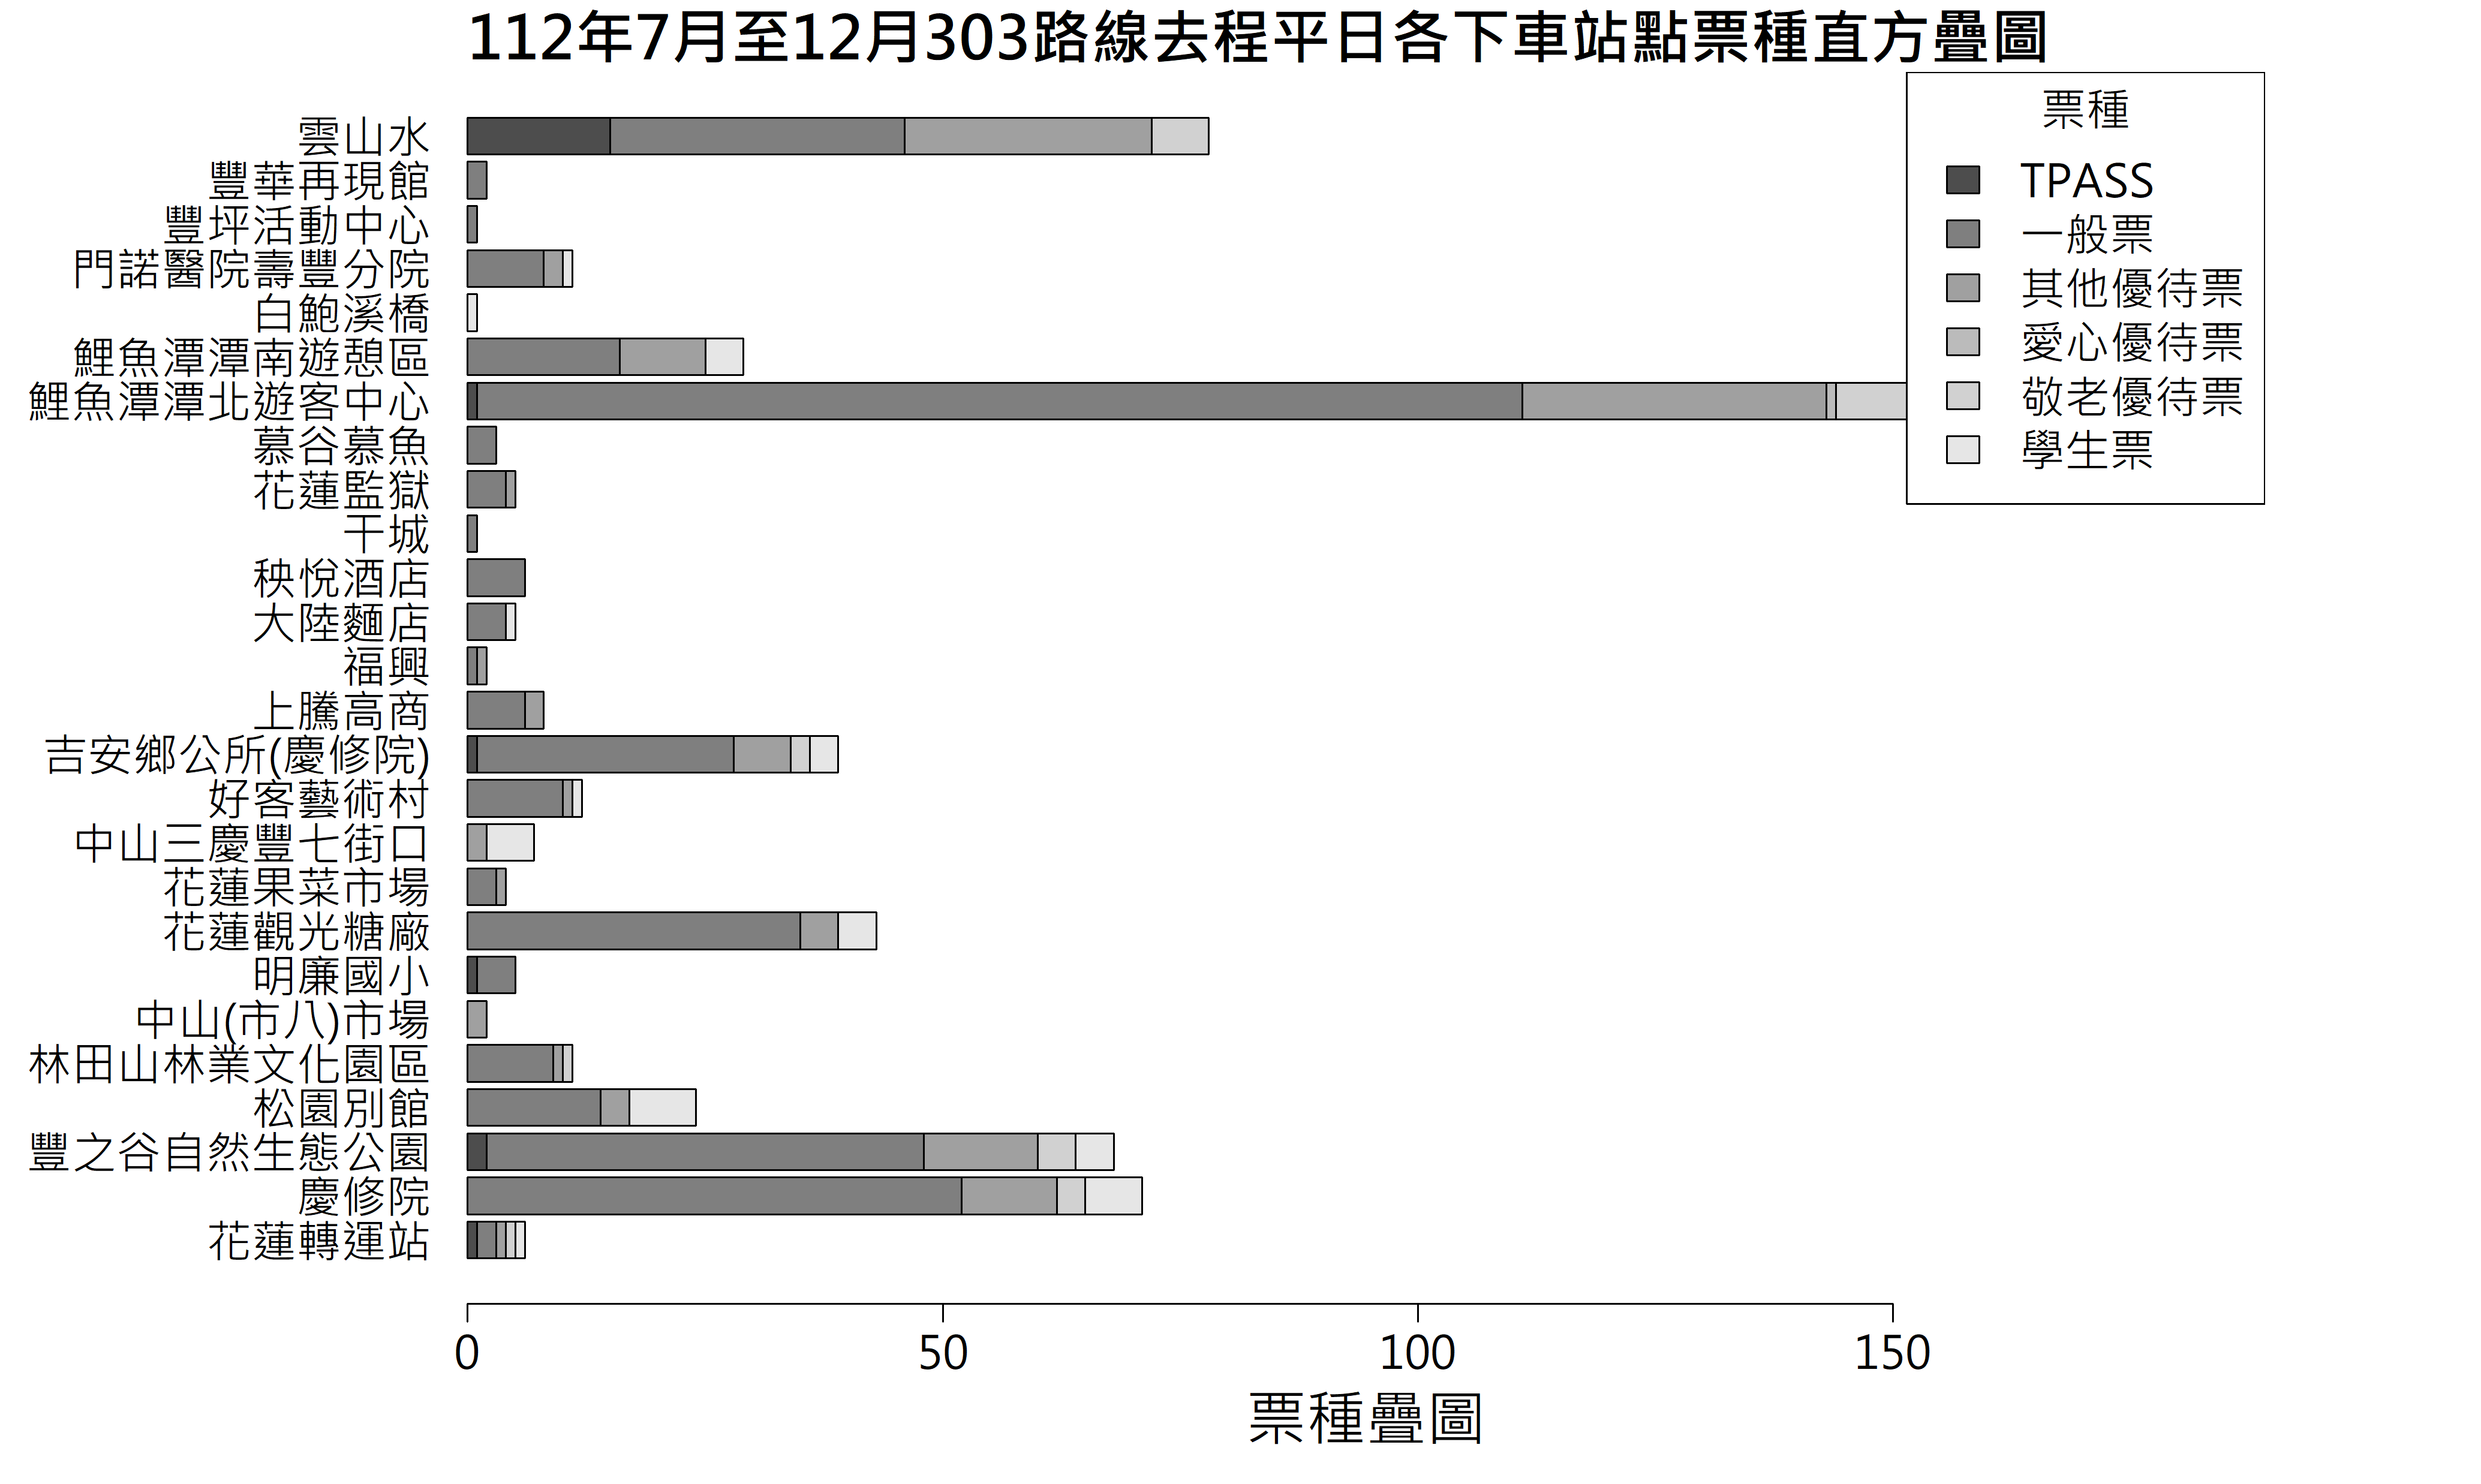 112年7月至12月303路線去程平日各下車站點票種直方疊圖
票種
TPASS
一般票
其他優待票
愛心優待票
敬老優待票
學生票
雲山水
豐華再現館
豐坪活動中心
門諾醫院壽豐分院
白鮑溪橋
鯉魚潭潭南遊憩區
鯉魚潭潭北遊客中心
慕谷慕魚
花蓮監獄
干城
秧悅酒店
大陸麵店
福興
上騰高商
吉安鄉公所(慶修院)
好客藝術村
中山三慶豐七街口
花蓮果菜市場
花蓮觀光糖廠
明廉國小
中山(市八)市場
林田山林業文化園區
松園別館
豐之谷自然生態公園
慶修院
花蓮轉運站
0 50 100 150
票種疊圖